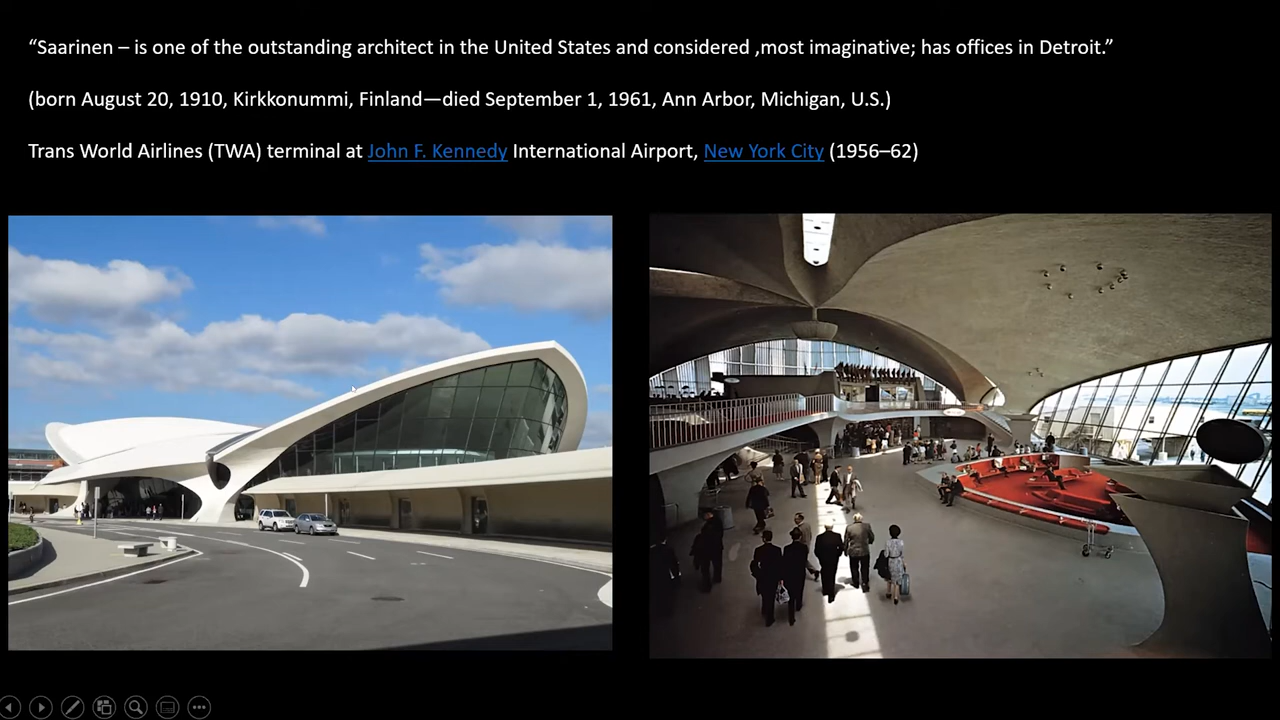 “Saarinen – is one of the outstanding architect in the United States and considered ,most imaginative; has offices in Detroit.”
(born August 20, 1910, Kirkkonummi, Finland—died September 1, 1961, Ann Arbor, Michigan, U.S.)
Trans World Airlines (TWA) terminal at John F. Kennedy International Airport, New York City (1956–62)